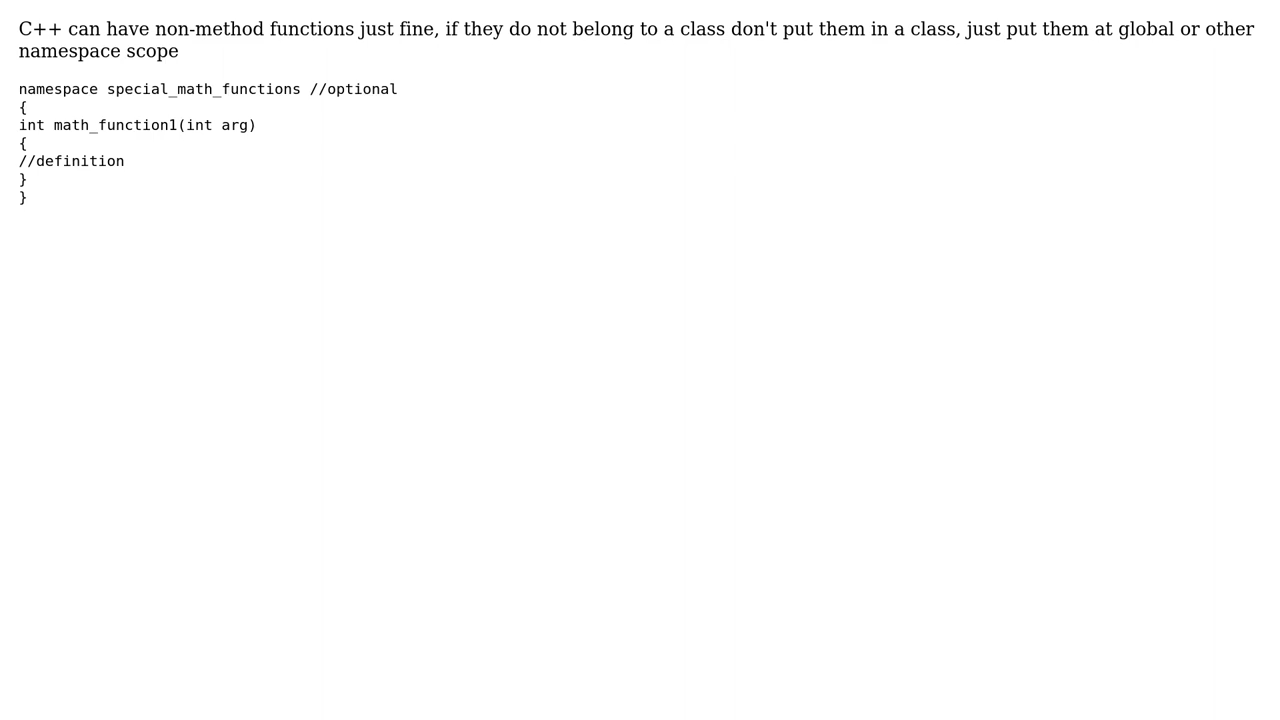 C++ can have non-method functions just fine, if they do not belong to a class don't put them in a class, just put them at global or other
namespace scope
namespace special_math_functions //optional
{
int math_function1(int arg)
{
//definition
}
}